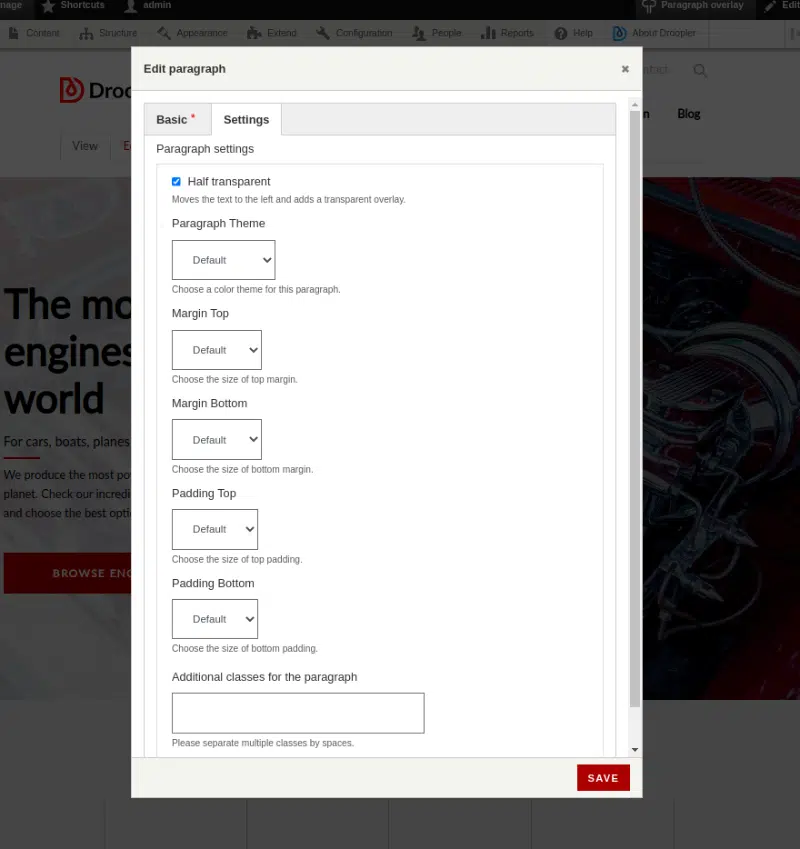 nage Shortcuts admin Paragraph overlay Edit
Content Structure Appearance Extend Configuration People Reports Help About Droopler
Edit paragraph
Droo
Blog
View
Basic *
Settings
Paragraph settings
Half transparent
Moves the text to the left and adds a transparent overlay.
Paragraph Theme
Default
Choose a color theme for this paragraph.
Margin Top
Default
Choose the size of top margin.
Margin Bottom
Default
Choose the size of bottom margin.
Padding Top
Default
Choose the size of top padding.
Padding Bottom
Default
Choose the size of bottom padding.
Additional classes for the paragraph
Please separate multiple classes by spaces.
SAVE
The mo
engines
world
For cars, boats, planes
We produce the most po
planet. Check our incredi
and choose the best opti
BROWSE ENG